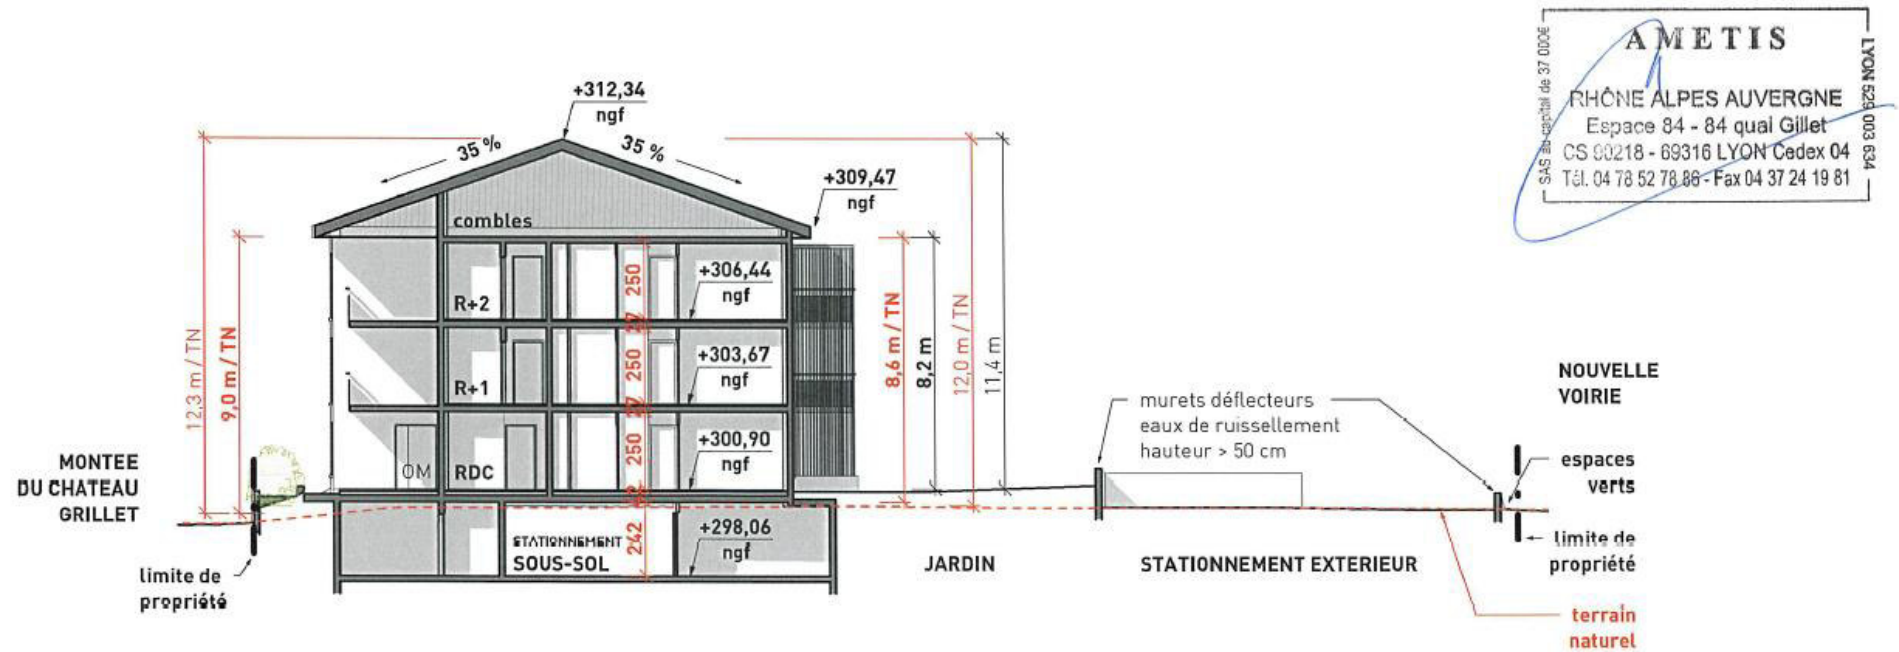 AMETIS
RHÔNE ALPES AUVERGNE
Espace 84 - 84 quai Gillet
CS 90218 - 69316 LYON Cedex 04
Tél. 04 78 52 78 86 - Fax 04 37 24 19 81
SAS au capital de 37 000€
LYON 529 003 634
+312,34
ngf
35 %
35 %
+309,47
ngf
combles
12,3 m / TN
9,0 m / TN
R+2
250
+306,44
ngf
27
R+1
250
+303,67
ngf
27
OM
RDC
250
+300,90
ngf
42
STATIONNEMENT
SOUS-SOL
242
+298,06
ngf
8,6 m / TN
8,2 m
12,0 m / TN
11,4 m
MONTEE
DU CHATEAU
GRILLET
limite de
propriété
JARDIN
murets déflecteurs
eaux de ruissellement
hauteur > 50 cm
STATIONNEMENT EXTERIEUR
NOUVELLE
VOIRIE
espaces
verts
limite de
propriété
terrain
naturel